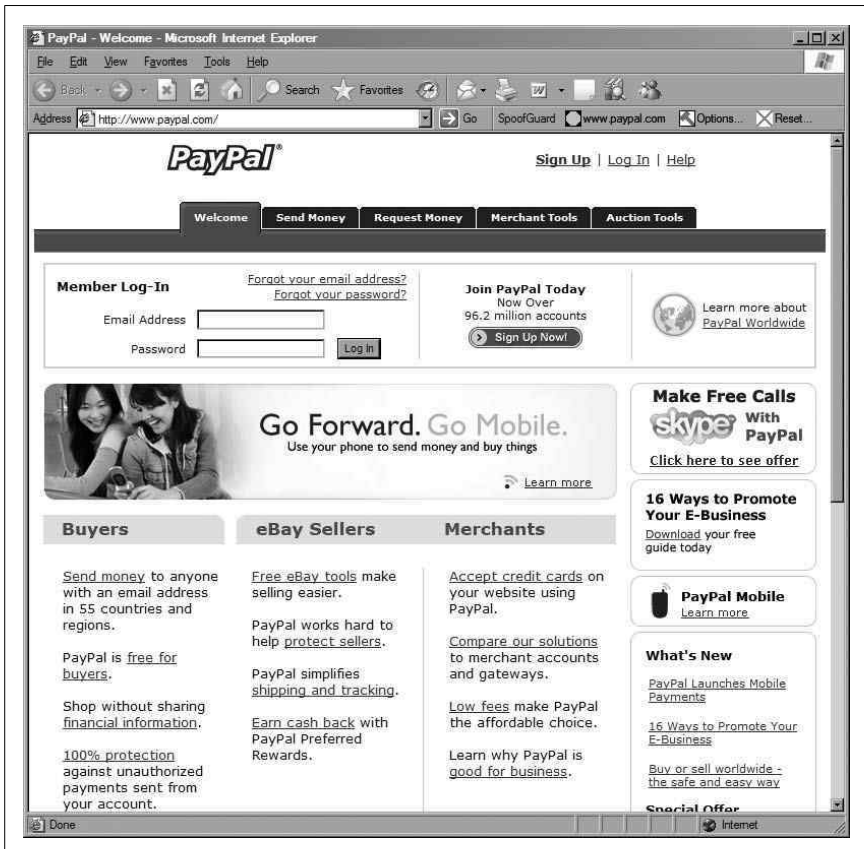 PayPal - Welcome - Microsoft Internet Explorer
File Edit View Favorites Tools Help
Back Search Favorites
Address http://www.paypal.com/ Go SpoofGuard www.paypal.com Options... Reset...
PayPal®
Sign Up | Log In | Help
Welcome Send Money Request Money Merchant Tools Auction Tools
Member Log-In
Forgot your email address?
Forgot your password?
Email Address
Password
Log In
Join PayPal Today
Now Over
96.2 million accounts
Sign Up Now!
Learn more about
PayPal Worldwide
Go Forward. Go Mobile.
Use your phone to send money and buy things
Learn more
Make Free Calls
skype With
PayPal
Click here to see offer
16 Ways to Promote
Your E-Business
Download your free
guide today
PayPal Mobile
Learn more
What's New
PayPal Launches Mobile
Payments
16 Ways to Promote Your
E-Business
Buy or sell worldwide -
the safe and easy way
Special Offer
Buyers
Send money to anyone
with an email address
in 55 countries and
regions.
PayPal is free for
buyers.
Shop without sharing
financial information.
100% protection
against unauthorized
payments sent from
your account.
eBay Sellers
Free eBay tools make
selling easier.
PayPal works hard to
help protect sellers.
PayPal simplifies
shipping and tracking.
Earn cash back with
PayPal Preferred
Rewards.
Merchants
Accept credit cards on
your website using
PayPal.
Compare our solutions
to merchant accounts
and gateways.
Low fees make PayPal
the affordable choice.
Learn why PayPal is
good for business.
Done Internet